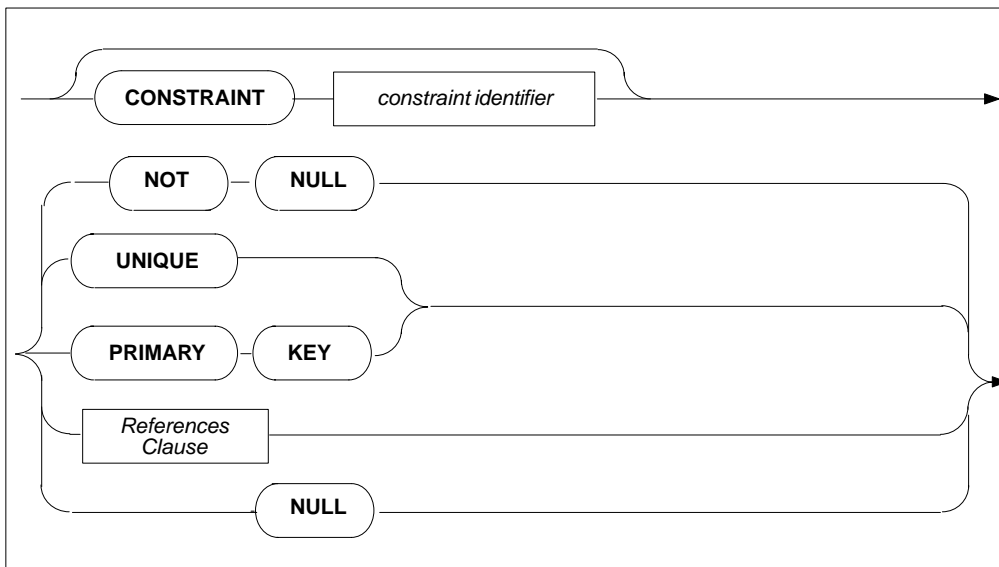 CONSTRAINT constraint identifier
NOT NULL
UNIQUE
PRIMARY KEY
References
Clause
NULL